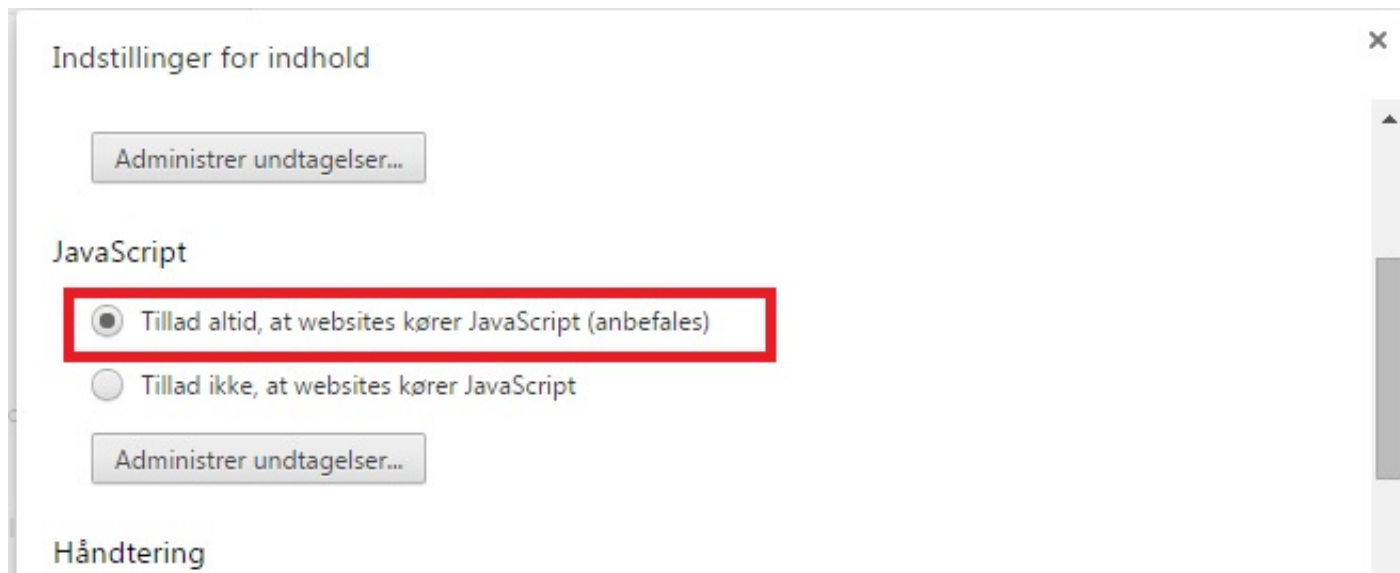 Indstillinger for indhold
Administrer undtagelser...
JavaScript
Tillad altid, at websites kører JavaScript (anbefales)
Tillad ikke, at websites kører JavaScript
Administrer undtagelser...
Håndtering